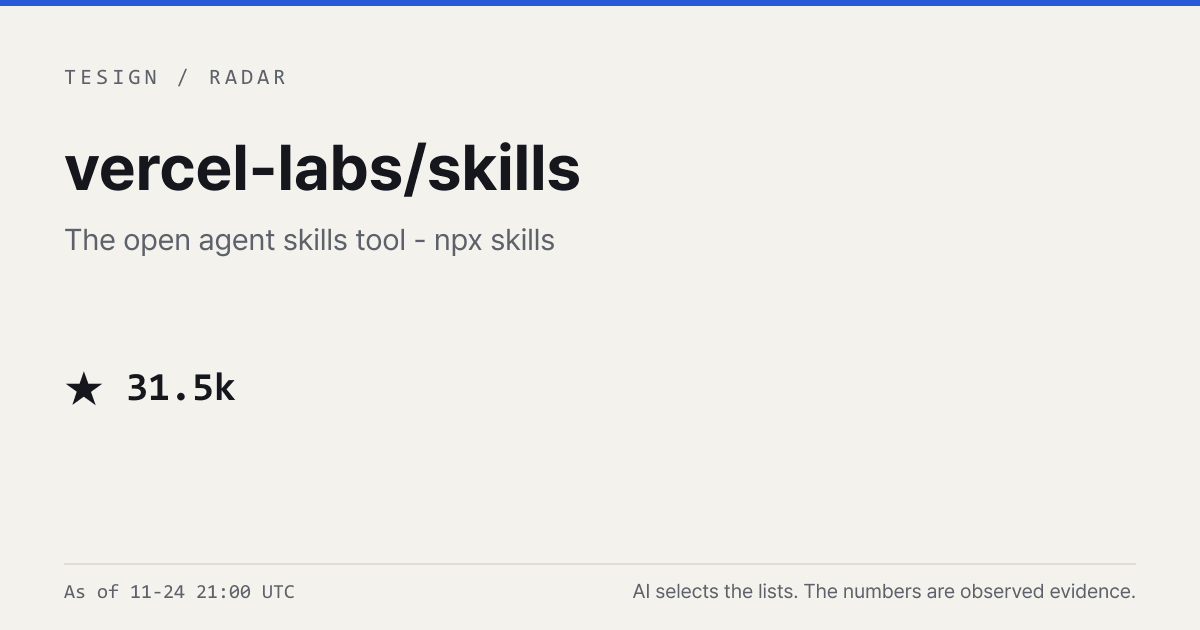 TESIGN / RADAR
vercel-labs/skills
The open agent skills tool - npx skills
★ 31.5k
As of 11-24 21:00 UTC
AI selects the lists. The numbers are observed evidence.